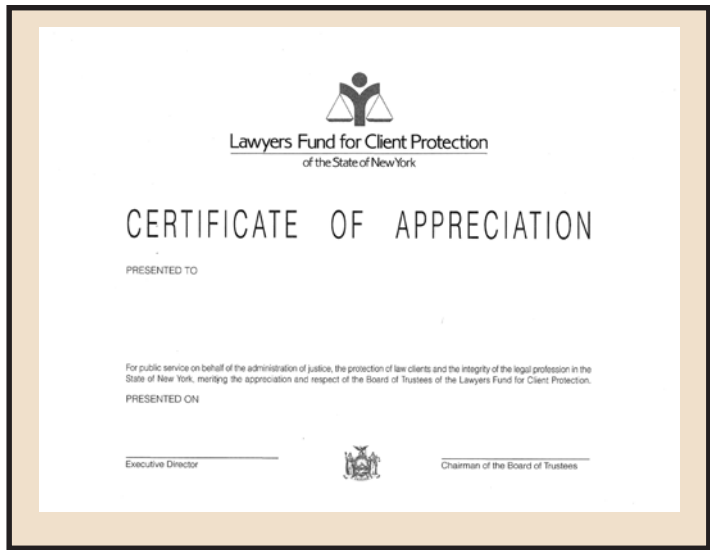 Lawyers Fund for Client Protection
of the State of New York
CERTIFICATE OF APPRECIATION
PRESENTED TO
For public service on behalf of the administration of justice, the protection of law clients and the integrity of the legal profession in the
State of New York, meriting the appreciation and respect of the Board of Trustees of the Lawyers Fund for Client Protection.
PRESENTED ON
Executive Director
Chairman of the Board of Trustees